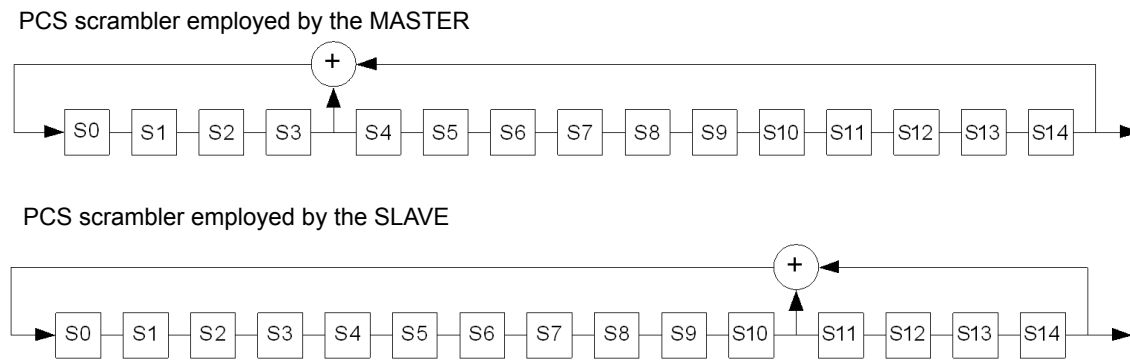 PCS scrambler employed by the MASTER
+
S0 S1 S2 S3 S4 S5 S6 S7 S8 S9 S10 S11 S12 S13 S14
PCS scrambler employed by the SLAVE
+
S0 S1 S2 S3 S4 S5 S6 S7 S8 S9 S10 S11 S12 S13 S14